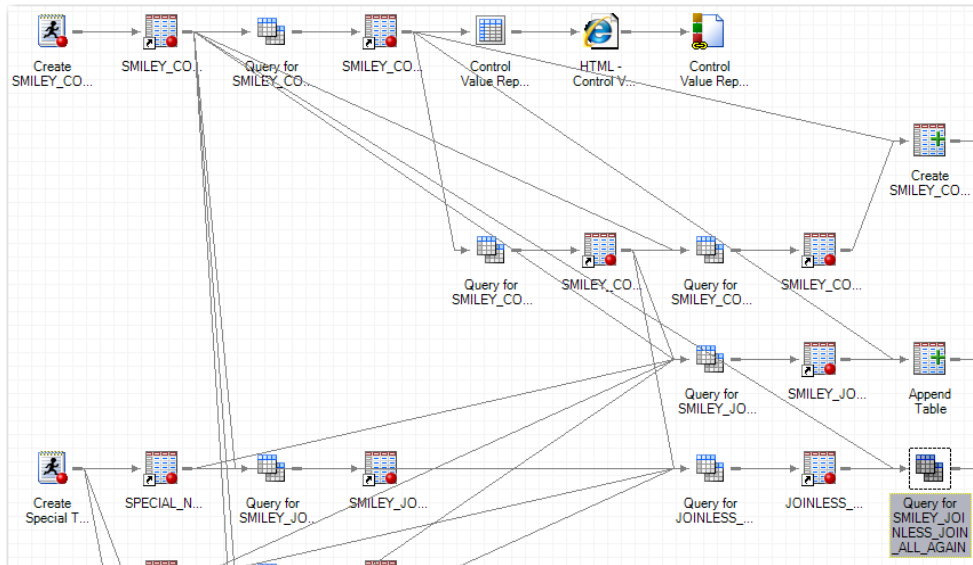 Create
SMILEY_CO...
SMILEY_CO...
Query for
SMILEY_CO...
SMILEY_CO...
Control
Value Rep...
HTML -
Control V...
Control
Value Rep...
Create
SMILEY_CO...
Query for
SMILEY_CO...
SMILEY_CO...
Query for
SMILEY_CO...
SMILEY_CO...
Query for
SMILEY_JO...
SMILEY_JO...
Append
Table
Create
Special T...
SPECIAL_N...
Query for
SMILEY_JO...
SMILEY_JO...
Query for
JOINLESS_...
JOINLESS_...
Query for
SMILEY_JOI
NLESS_JOIN
_ALL_AGAIN